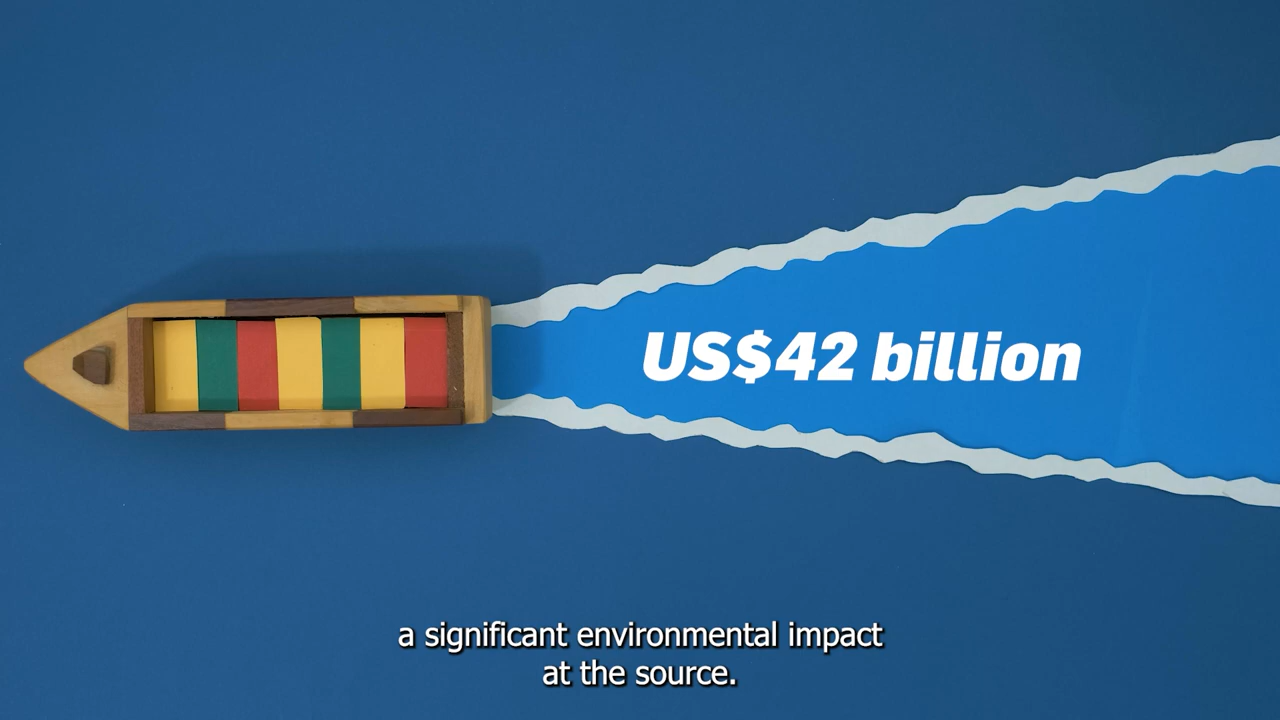 US$42 billion
a significant environmental impact
at the source.